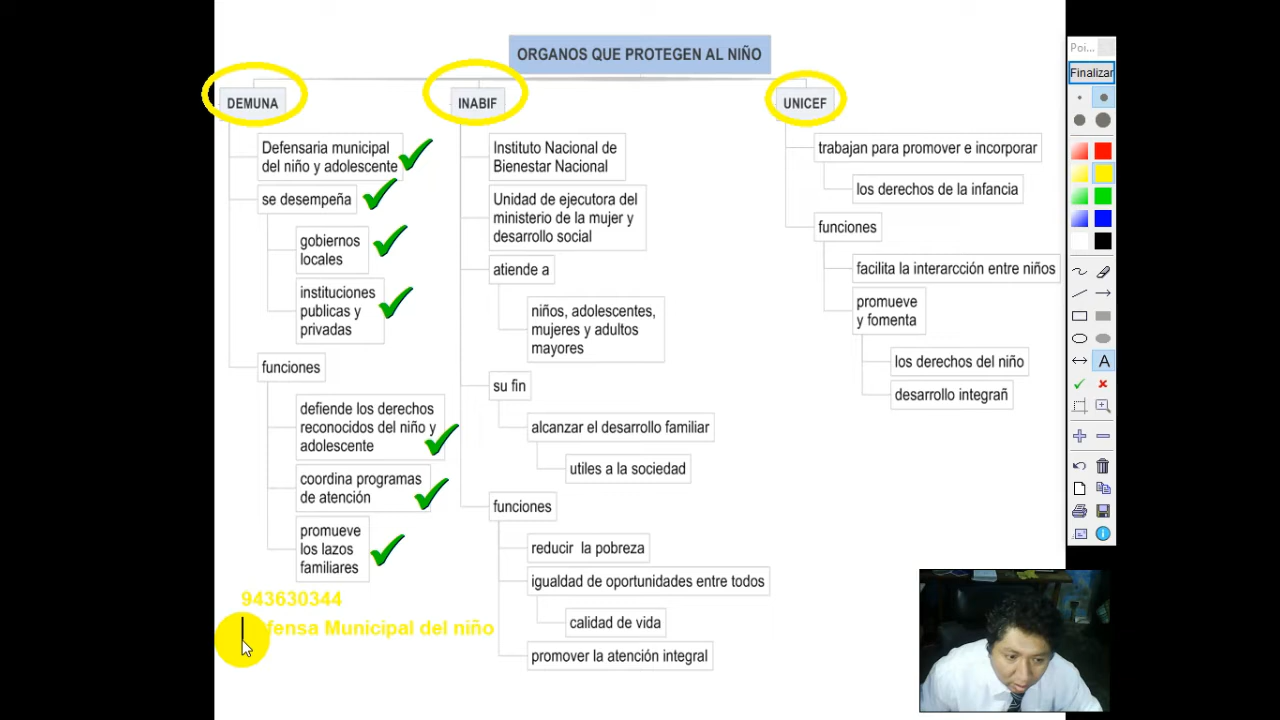 ORGANOS QUE PROTEGEN AL NIÑO
DEMUNA
Defensaria municipal
del niño y adolescente
se desempeña
gobiernos
locales
instituciones
publicas y
privadas
funciones
defiende los derechos
reconocidos del niño y
adolescente
coordina programas
de atención
promueve
los lazos
familiares
943630344
fensa Municipal del niño
INABIF
Instituto Nacional de
Bienestar Nacional
Unidad de ejecutora del
ministerio de la mujer y
desarrollo social
atiende a
niños, adolescentes,
mujeres y adultos
mayores
su fin
alcanzar el desarrollo familiar
utiles a la sociedad
funciones
reducir la pobreza
igualdad de oportunidades entre todos
calidad de vida
promover la atención integral
UNICEF
trabajan para promover e incorporar
los derechos de la infancia
funciones
facilita la interarcción entre niños
promueve
y fomenta
los derechos del niño
desarrollo integrañ
Poi...
Finalizar
A